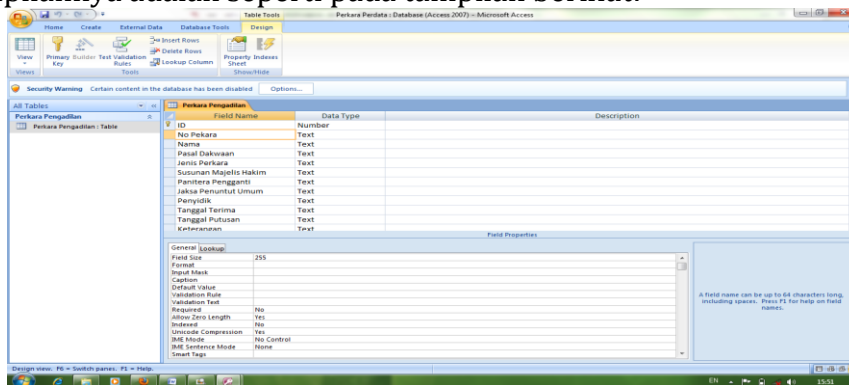 Table Tools
Perkara Perdata : Database (Access 2007) - Microsoft Access
Home Create External Data Database Tools Design
View
Primary Key
Builder
Test Validation Rules
Insert Rows
Delete Rows
Lookup Column
Property Sheet
Indexes
Views Tools Show/Hide
Security Warning Certain content in the database has been disabled Options...
All Tables
Perkara Pengadilan
Perkara Pengadilan : Table
Perkara Pengadilan
Field Name Data Type Description
ID Number
No Pekara Text
Nama Text
Pasal Dakwaan Text
Jenis Perkara Text
Susunan Majelis Hakim Text
Panitera Pengganti Text
Jaksa Penuntut Umum Text
Penyidik Text
Tanggal Terima Text
Tanggal Putusan Text
Keterangan Text
Field Properties
General Lookup
Field Size 255
Format
Input Mask
Caption
Default Value
Validation Rule
Validation Text
Required No
Allow Zero Length Yes
Indexed No
Unicode Compression Yes
IME Mode No Control
IME Sentence Mode None
Smart Tags
A field name can be up to 64 characters long, including spaces. Press F1 for help on field names.
Design view. F6 = Switch panes. F1 = Help.
EN 15:51